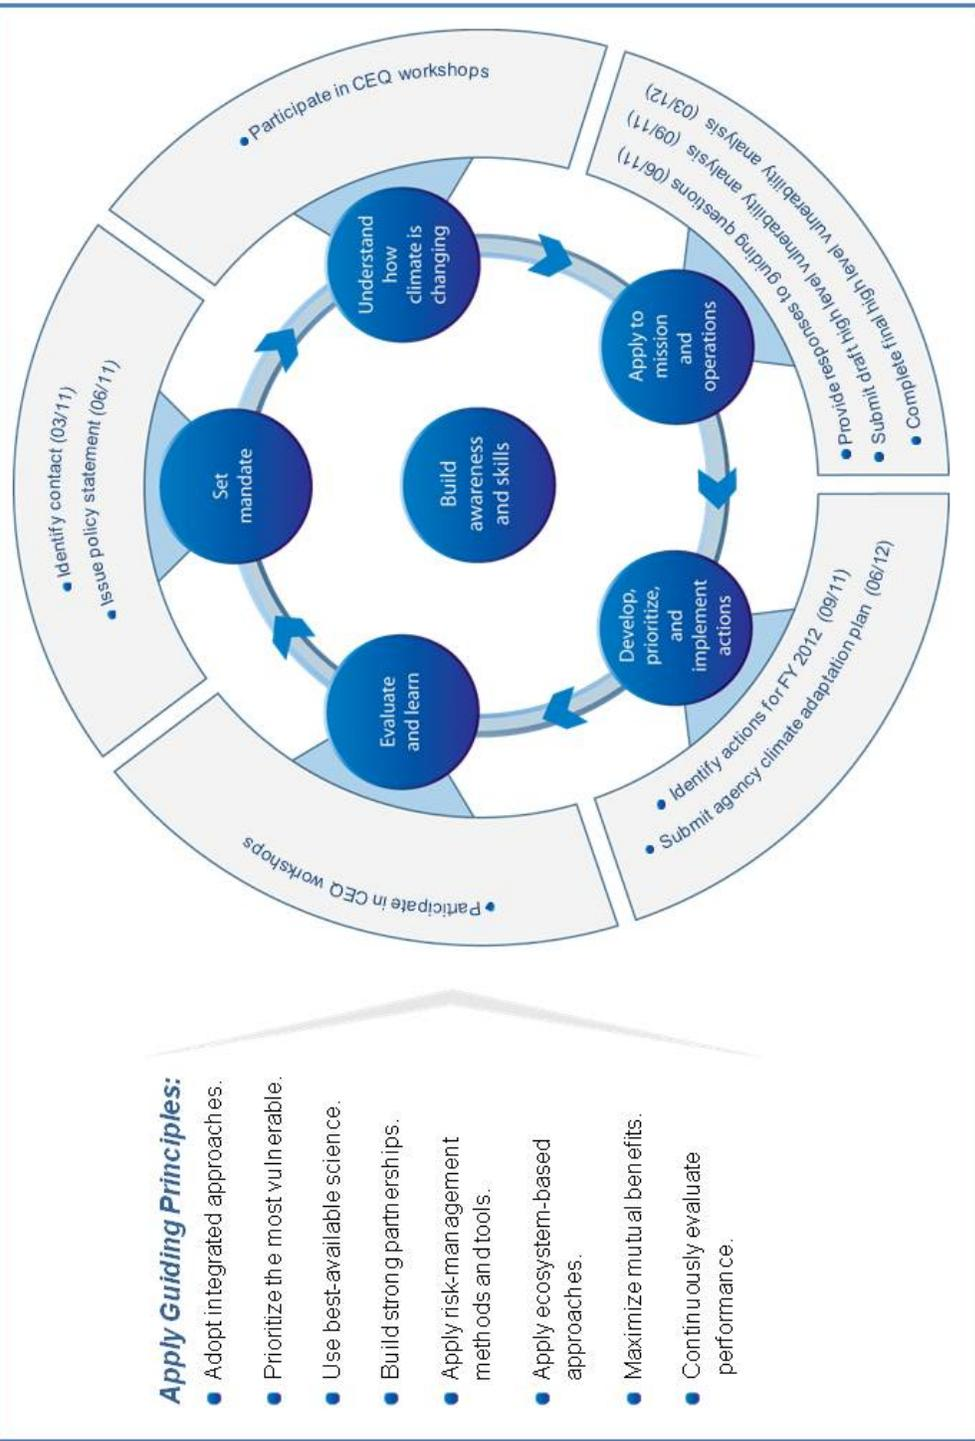 Apply Guiding Principles:
Adopt integrated approaches.
Prioritize the most vulnerable.
Use best-available science.
Build strong partnerships.
Apply risk-management
methods and tools.
Apply ecosystem-based
approaches.
Maximize mutual benefits.
Continuously evaluate
performance.
Identify contact (03/11)
Issue policy statement (06/11)
Participate in CEQ workshops
Provide responses to guiding questions (06/11)
Submit draft high level vulnerability analysis (09/11)
Complete final high level vulnerability analysis (03/12)
Identify actions for FY 2012 (09/11)
Submit agency climate adaptation plan (06/12)
Participate in CEQ workshops
Set
mandate
Understand
how
climate is
changing
Apply to
mission
and
operations
Develop,
prioritize,
and
implement
actions
Evaluate
and learn
Build
awareness
and skills